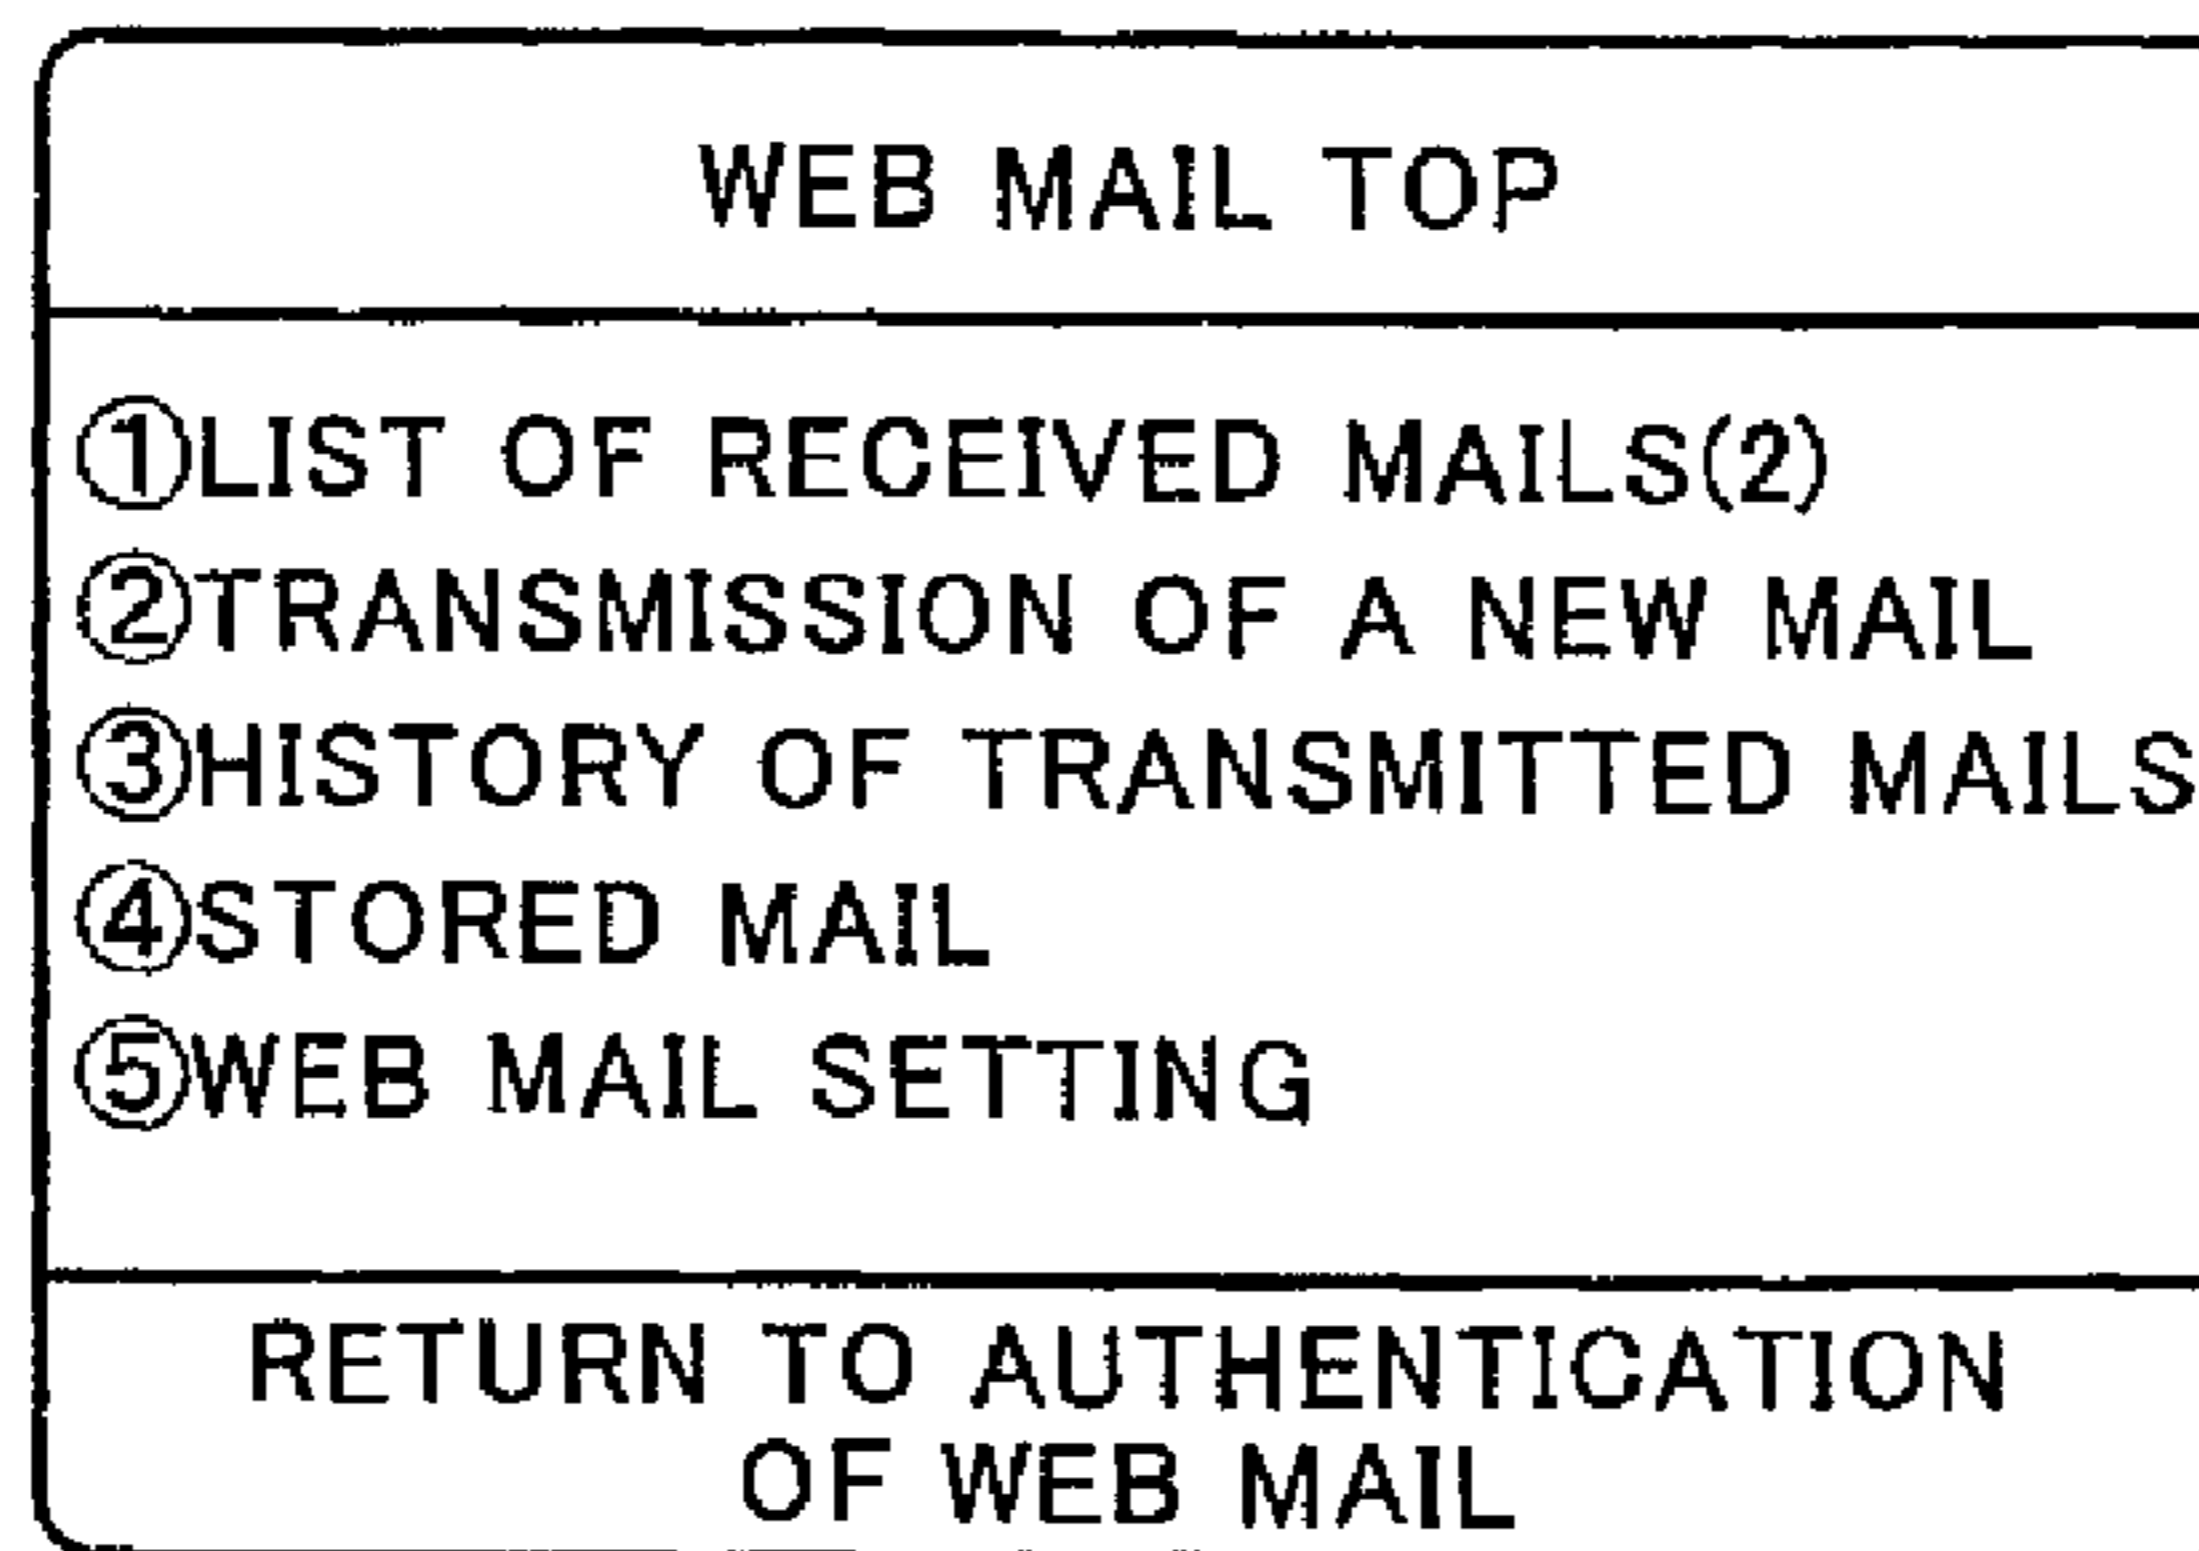 WEB MAIL TOP
①LIST OF RECEIVED MAILS(2)
②TRANSMISSION OF A NEW MAIL
③HISTORY OF TRANSMITTED MAILS
④STORED MAIL
⑤WEB MAIL SETTING
RETURN TO AUTHENTICATION
OF WEB MAIL